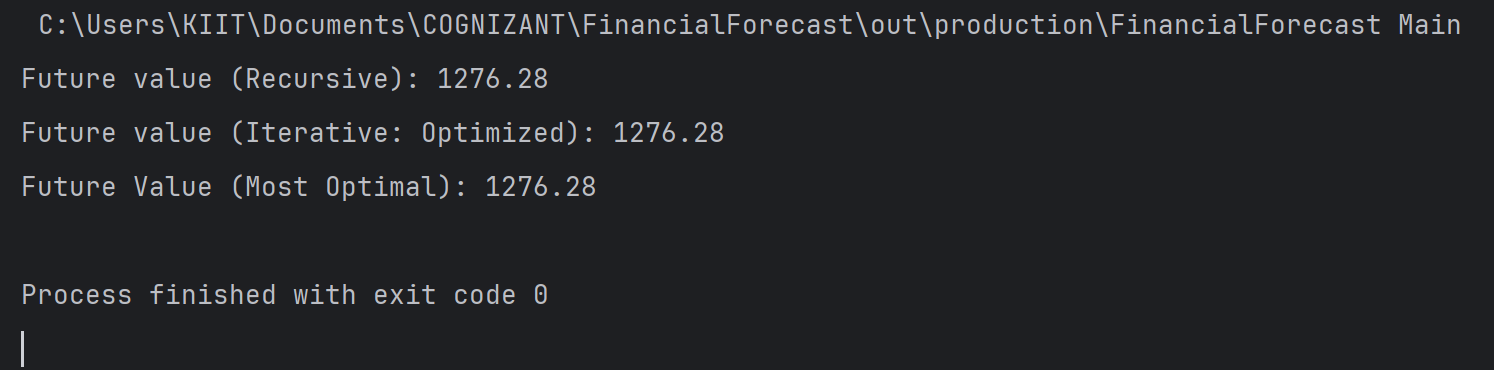 C:\Users\KIIT\Documents\COGNIZANT\FinancialForecast\out\production\FinancialForecast Main
Future value (Recursive): 1276.28
Future value (Iterative: Optimized): 1276.28
Future Value (Most Optimal): 1276.28
Process finished with exit code 0